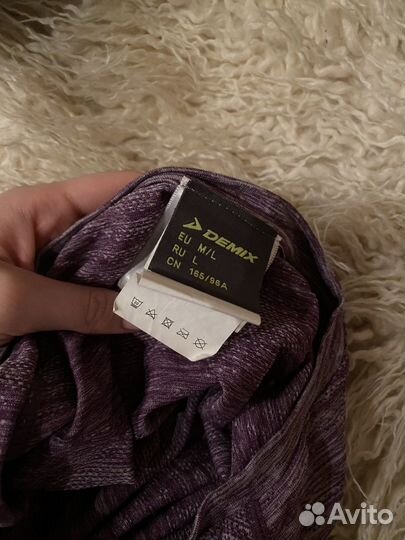 DEMIX
EU M/L
RU L
CN 165/96A
Avito